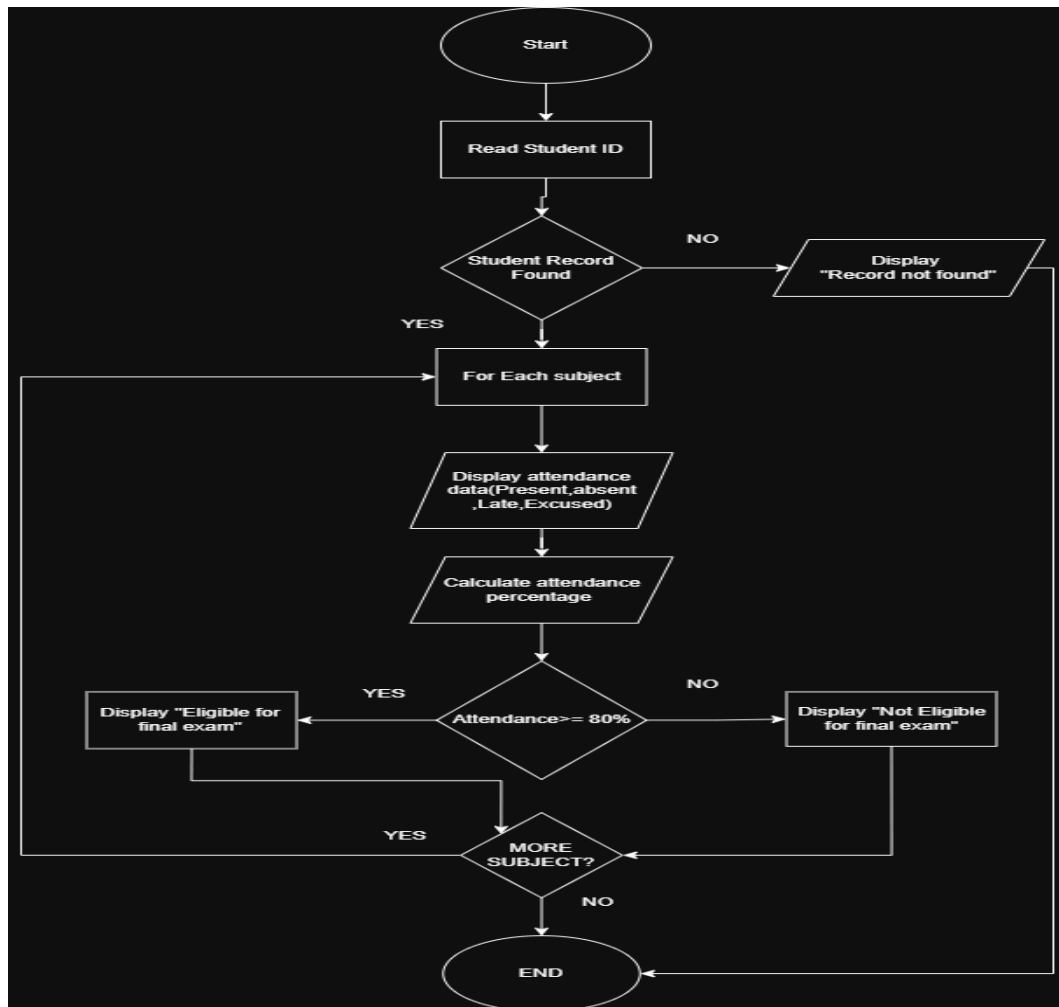 Start
Read Student ID
Student Record
Found
NO
Display
"Record not found"
YES
For Each subject
Display attendance
data(Present,absent
,Late,Excused)
Calculate attendance
percentage
Attendance>= 80%
YES
Display "Eligible for
final exam"
NO
Display "Not Eligible
for final exam"
MORE
SUBJECT?
YES
NO
END